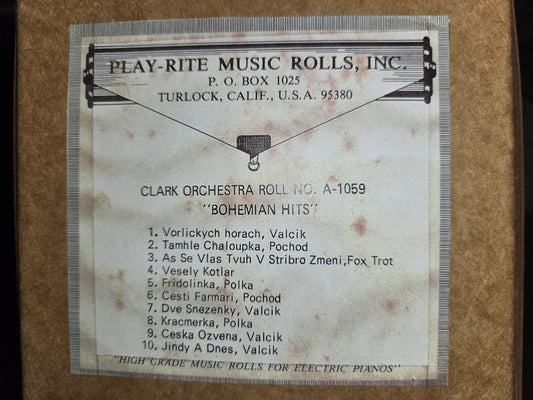 PLAY-RITE MUSIC ROLLS, INC.
P. O. BOX 1025
TURLOCK, CALIF., U.S.A. 95380
CLARK ORCHESTRA ROLL NO. A-1059
"BOHEMIAN HITS"
1. Vorlickych horach, Valcik
2. Tamhle Chaloupka, Pochod
3. As Se Vlas Tvuh V Stribro Zmeni,Fox Trot
4. Vesely Kotlar
5. Fridolinka, Polka
6. Cesti Farmari, Pochod
7. Dve Snezenky, Valcik
8. Kracmerka, Polka
9. Ceska Ozvena, Valcik
10. Jindy A Dnes, Valcik
"HIGH GRADE MUSIC ROLLS FOR ELECTRIC PIANOS"